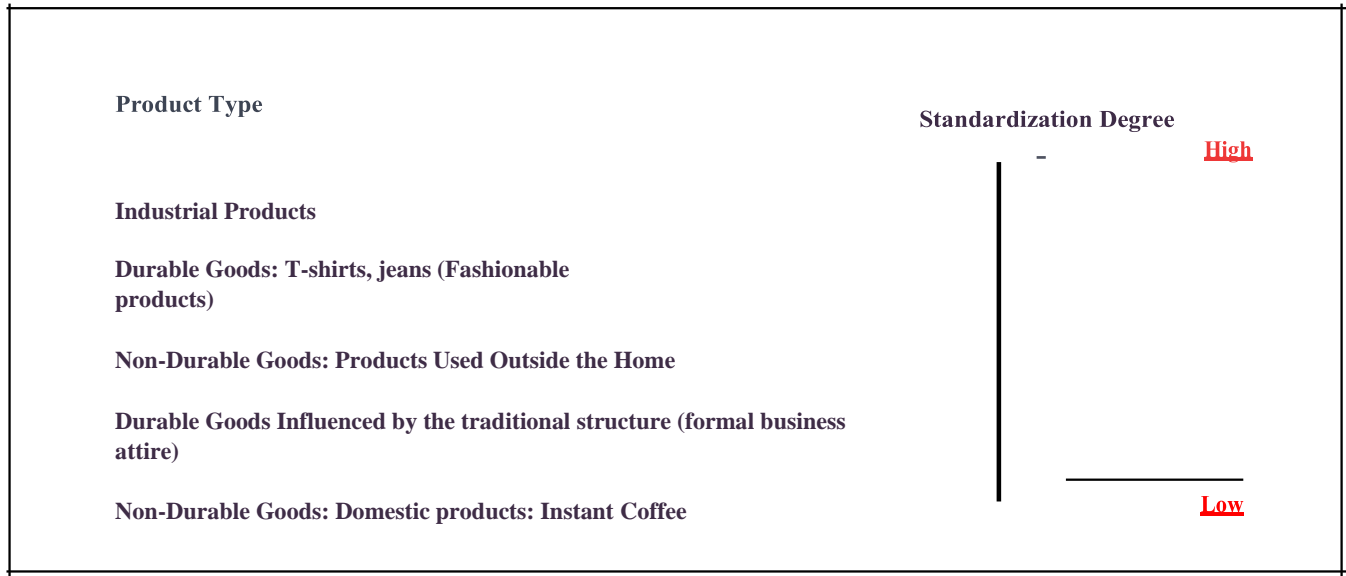 Product Type
Standardization Degree
High
Industrial Products
Durable Goods: T-shirts, jeans (Fashionable
products)
Non-Durable Goods: Products Used Outside the Home
Durable Goods Influenced by the traditional structure (formal business
attire)
Non-Durable Goods: Domestic products: Instant Coffee
Low